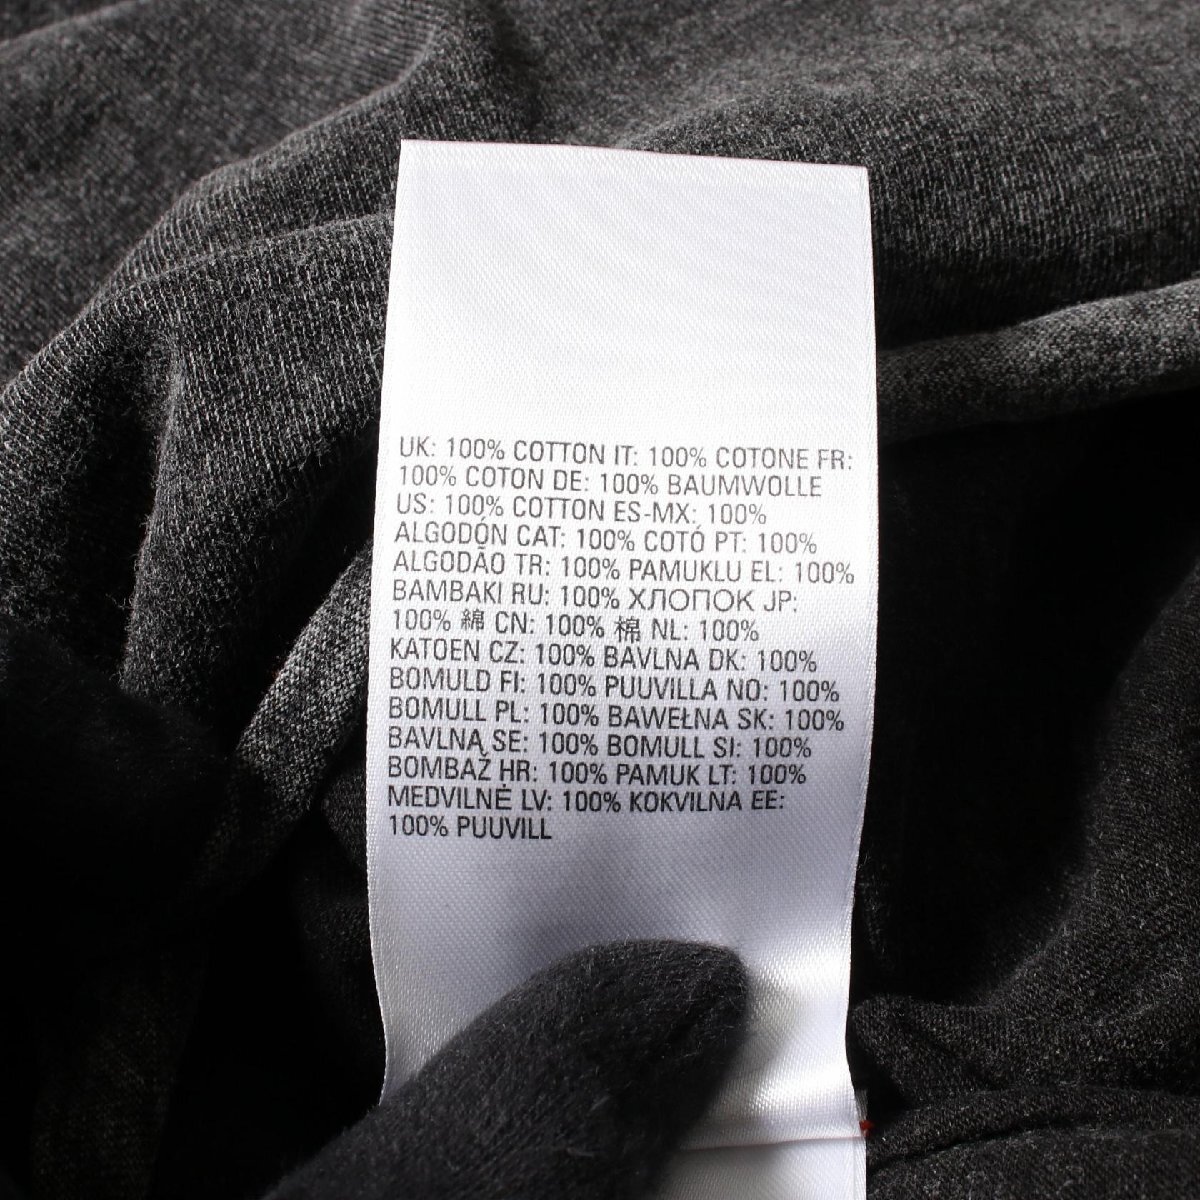 UK: 100% COTTON IT: 100% COTONE FR:
100% COTON DE: 100% BAUMWOLLE
US: 100% COTTON ES-MX: 100%
ALGODÓN CAT: 100% COTÓ PT: 100%
ALGODÃO TR: 100% PAMUKLU EL: 100%
BAMBAKI RU: 100% ХЛОПОК JP:
100% 綿 CN: 100% 棉 NL: 100%
KATOEN CZ: 100% BAVLNA DK: 100%
BOMULD FI: 100% PUUVILLA NO: 100%
BOMULL PL: 100% BAWEŁNA SK: 100%
BAVLNĄ SE: 100% BOMULL SI: 100%
BOMBAŽ HR: 100% PAMUK LT: 100%
MEDVILNĖ LV: 100% KOKVILNA EE:
100% PUUVILL